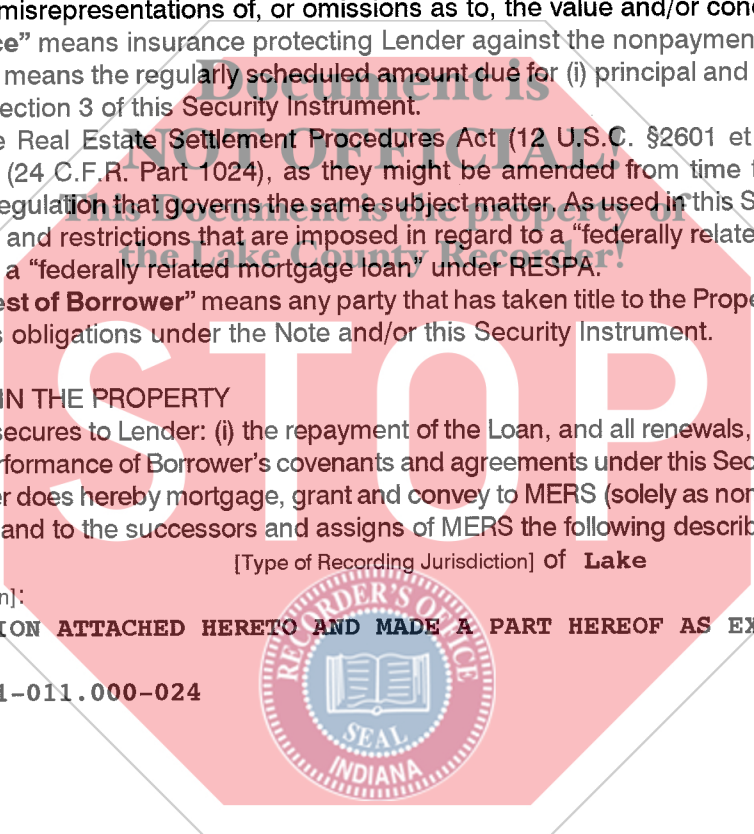 misrepresentations of, or omissions as to, the value and/or cond
ce” means insurance protecting Lender against the nonpaymen
means the regularly scheduled amount due for (i) principal and
ection 3 of this Security Instrument.
e Real Estate Settlement Procedures Act (12 U.S.C. §2601 et
(24 C.F.R. Part 1024), as they might be amended from time t
egulation that governs the same subject matter. As used in this S
and restrictions that are imposed in regard to a “federally relate
a “federally related mortgage loan” under RESPA.
est of Borrower” means any party that has taken title to the Prope
s obligations under the Note and/or this Security Instrument.
IN THE PROPERTY
secures to Lender: (i) the repayment of the Loan, and all renewals,
rformance of Borrower’s covenants and agreements under this Sec
er does hereby mortgage, grant and convey to MERS (solely as nom
and to the successors and assigns of MERS the following describ
[Type of Recording Jurisdiction] of Lake
n]:
ION ATTACHED HERETO AND MADE A PART HEREOF AS EX
1-011.000-024
Document is
NOT OFFICIAL!
This Document is the property of
the Lake County Recorder!
STOP
RECORDER'S OFFICE
SEAL
INDIANA